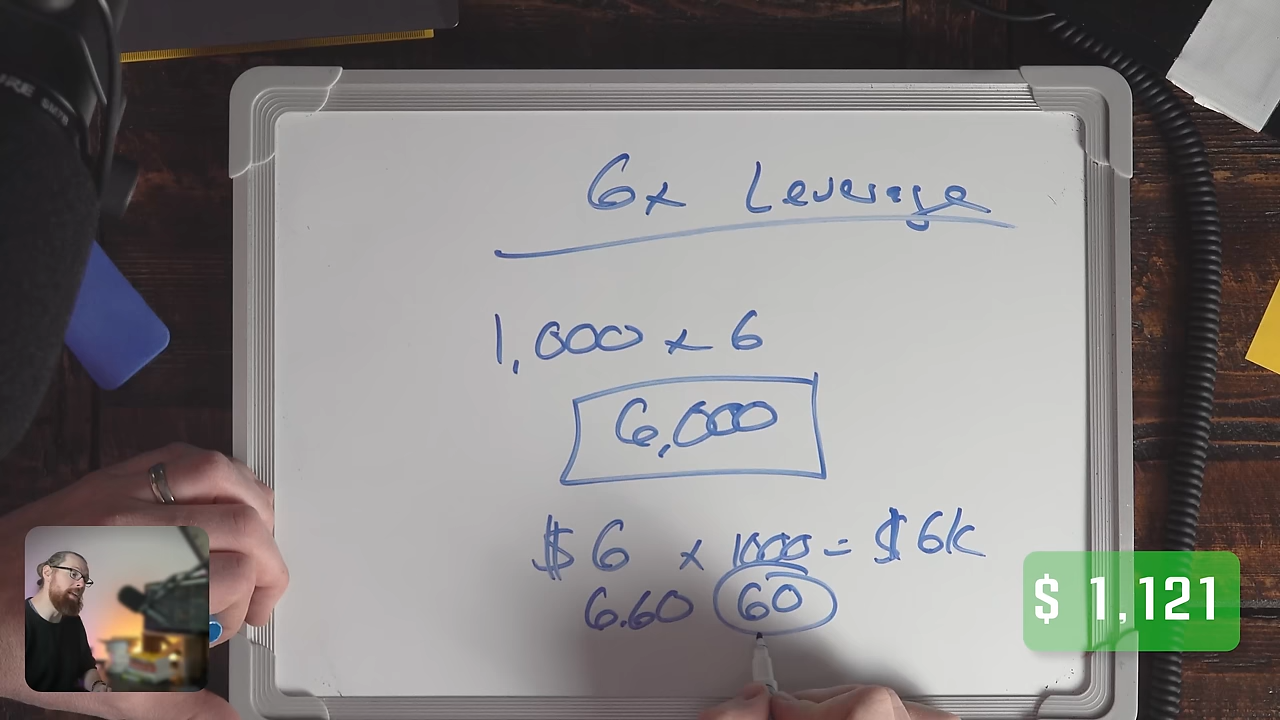 6x Leverage
1,000 x 6
6,000
$6 x 1000 = $6k
6.60 60
$ 1,121